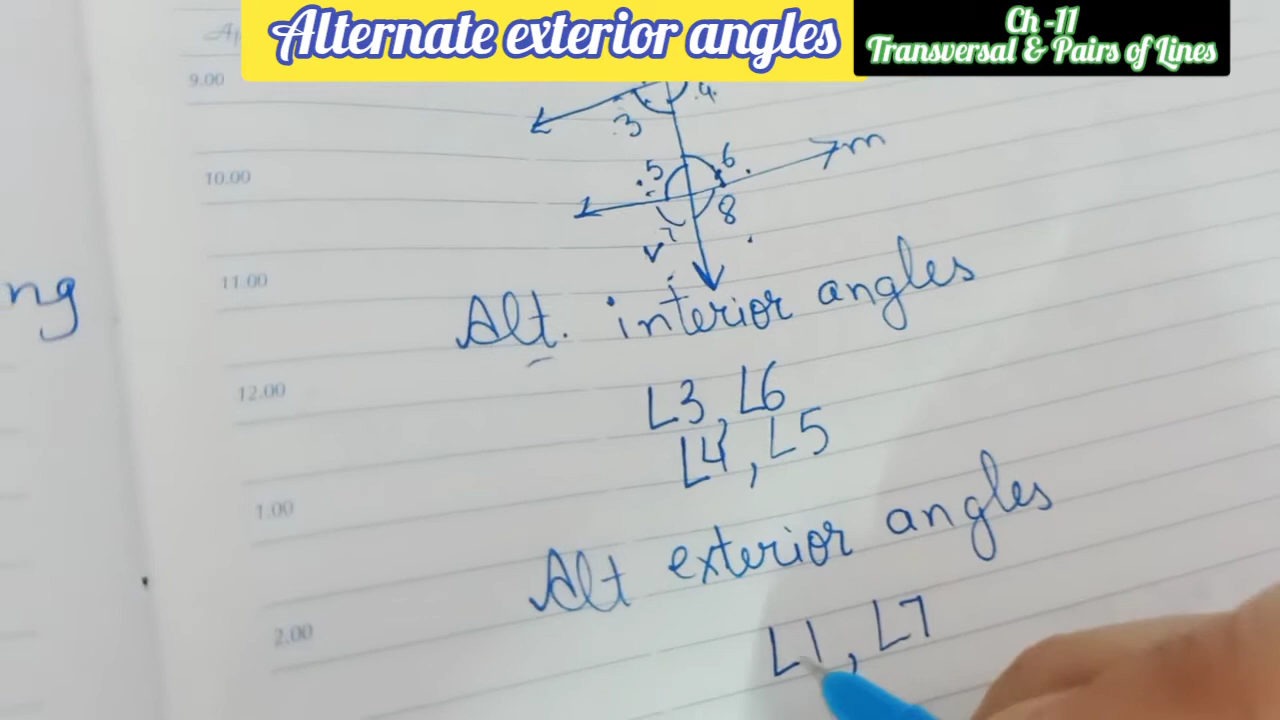 Alternate exterior angles
Ch -11
Transversal & Pairs of Lines
9.00
4
3
10.00
5
6
m
7
8
11.00
ng
Alt. interior angles
12.00
∠3, ∠6
∠4, ∠5
1.00
Alt exterior angles
2.00
∠1, ∠7